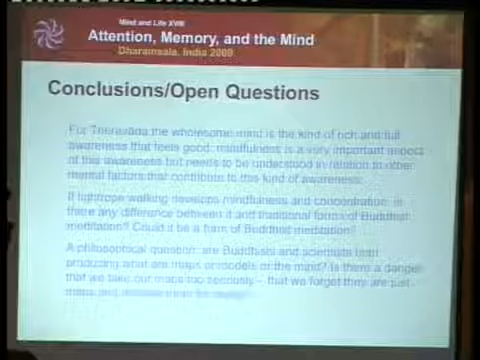 Mind and Life XVIII
Attention, Memory, and the Mind
Dharamsala, India 2009
Conclusions/Open Questions
For Theravada the wholesome mind is the kind of rich and full
awareness that feels good; mindfulness is a very important aspect
of this awareness but needs to be understood in relation to other
mental factors that contribute to this kind of awareness.
If tightrope walking develops mindfulness and concentration, is
there any difference between it and traditional forms of Buddhist
meditation? Could it be a form of Buddhist meditation?
A philosophical question: are Buddhists and scientists both
producing what are maps or models of the mind? Is there a danger
that we take our maps too seriously – that we forget they are just
maps and